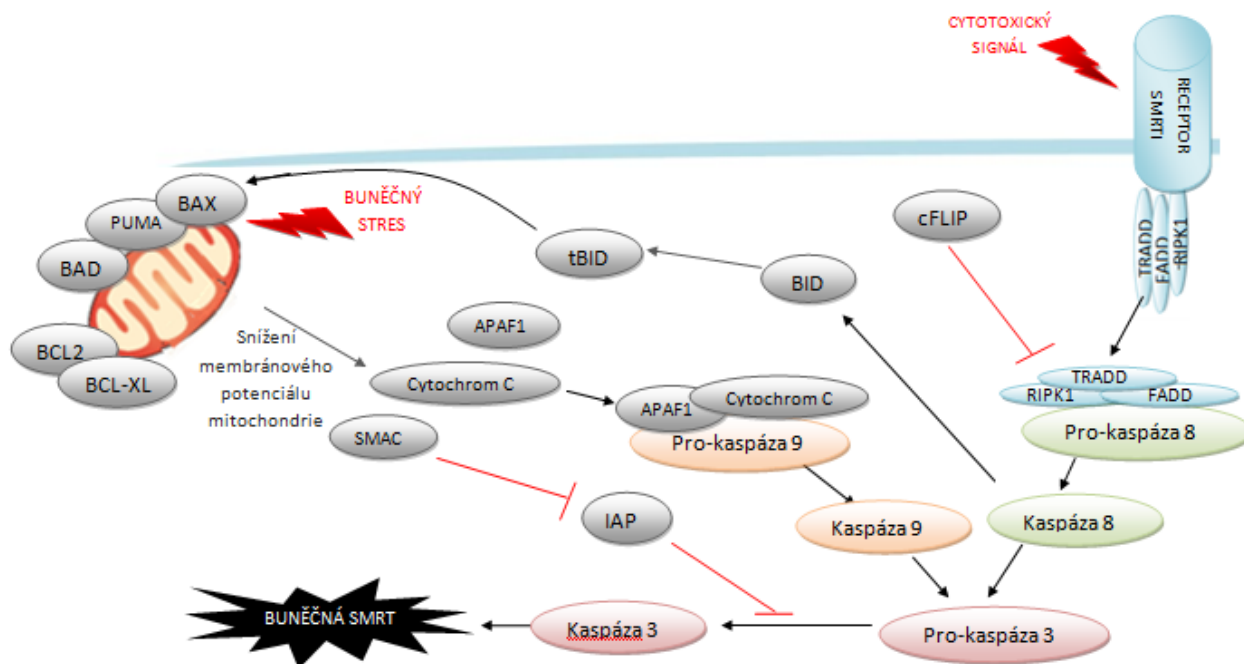 CYTOTOXICKÝ
SIGNÁL
RECEPTOR
SMRTI
BAX
PUMA
BAD
BCL2
BCL-XL
BUNĚČNÝ
STRES
tBID
BID
cFLIP
TRADD
FADD
RIPK1
APAF1
Snížení
membránového
potenciálu
mitochondrie
Cytochrom C
SMAC
APAF1
Cytochrom C
Pro-kaspáza 9
TRADD
RIPK1
FADD
Pro-kaspáza 8
IAP
Kaspáza 9
Kaspáza 8
BUNĚČNÁ SMRT
Kaspáza 3
Pro-kaspáza 3